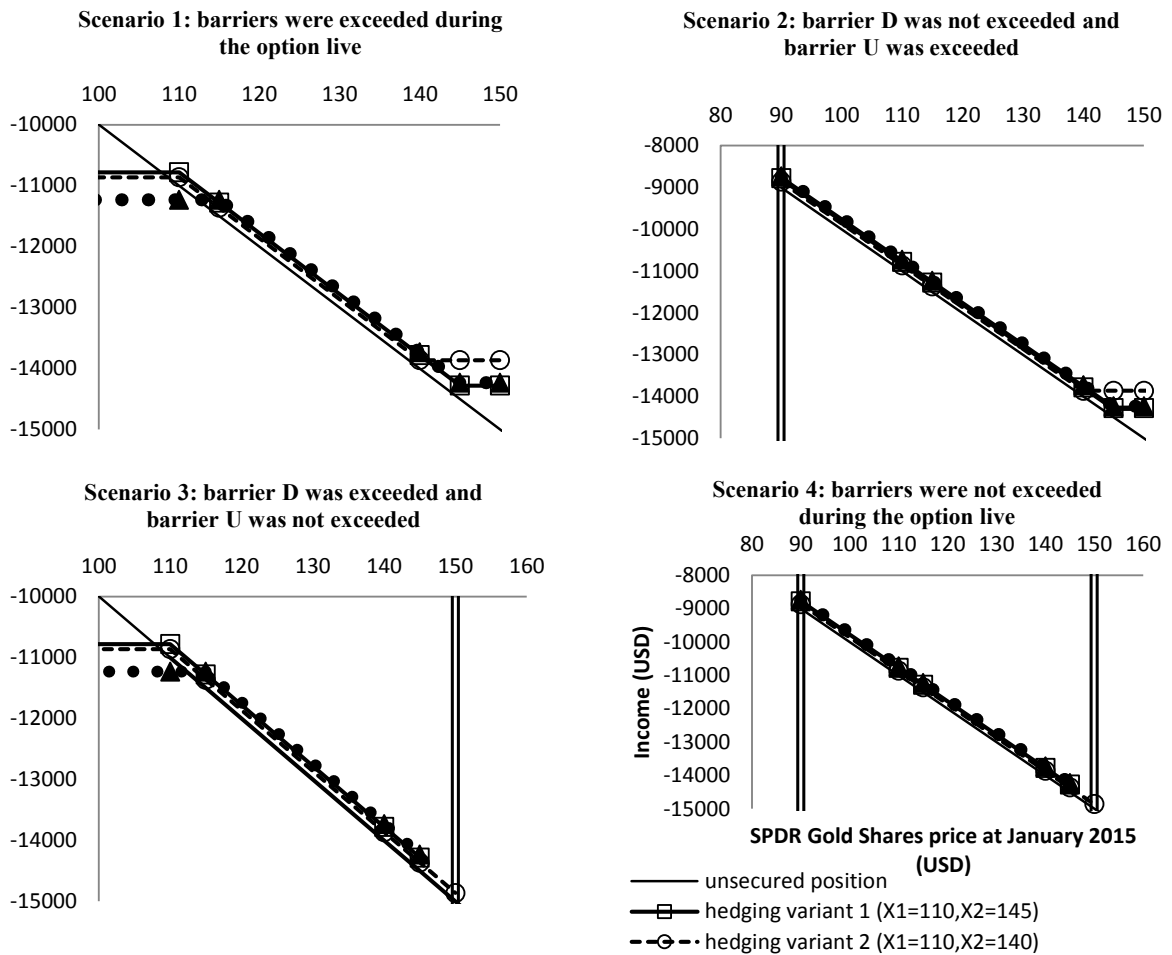 Scenario 1: barriers were exceeded during
the option live
100 110 120 130 140 150
-10000
-11000
-12000
-13000
-14000
-15000
Scenario 2: barrier D was not exceeded and
barrier U was exceeded
80 90 100 110 120 130 140 150
-8000
-9000
-10000
-11000
-12000
-13000
-14000
-15000
Scenario 3: barrier D was exceeded and
barrier U was not exceeded
100 110 120 130 140 150 160
-10000
-11000
-12000
-13000
-14000
-15000
Scenario 4: barriers were not exceeded
during the option live
80 90 100 110 120 130 140 150 160
-8000
-9000
-10000
-11000
-12000
-13000
-14000
-15000
Income (USD)
SPDR Gold Shares price at January 2015
(USD)
unsecured position
hedging variant 1 (X1=110,X2=145)
hedging variant 2 (X1=110,X2=140)